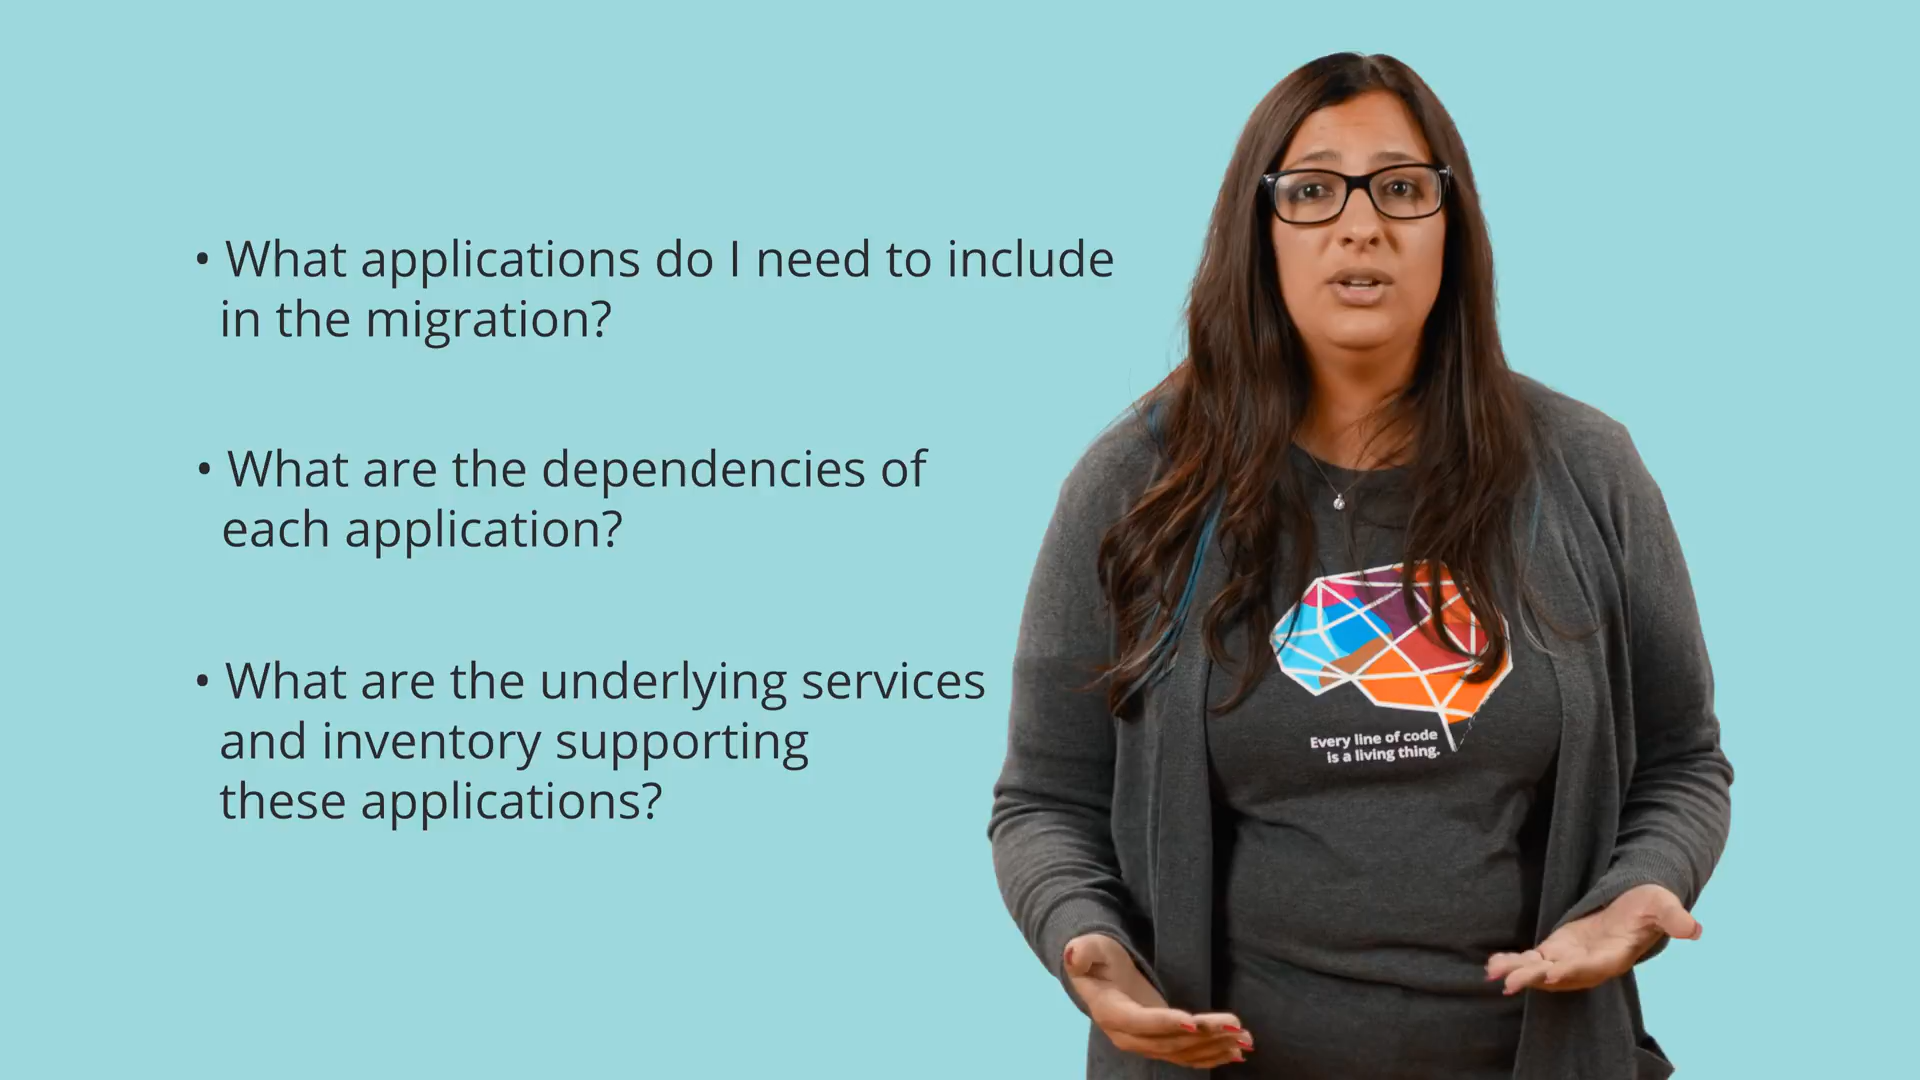 • What applications do I need to include
in the migration?
• What are the dependencies of
each application?
• What are the underlying services
and inventory supporting
these applications?
Every line of code
is a living thing.